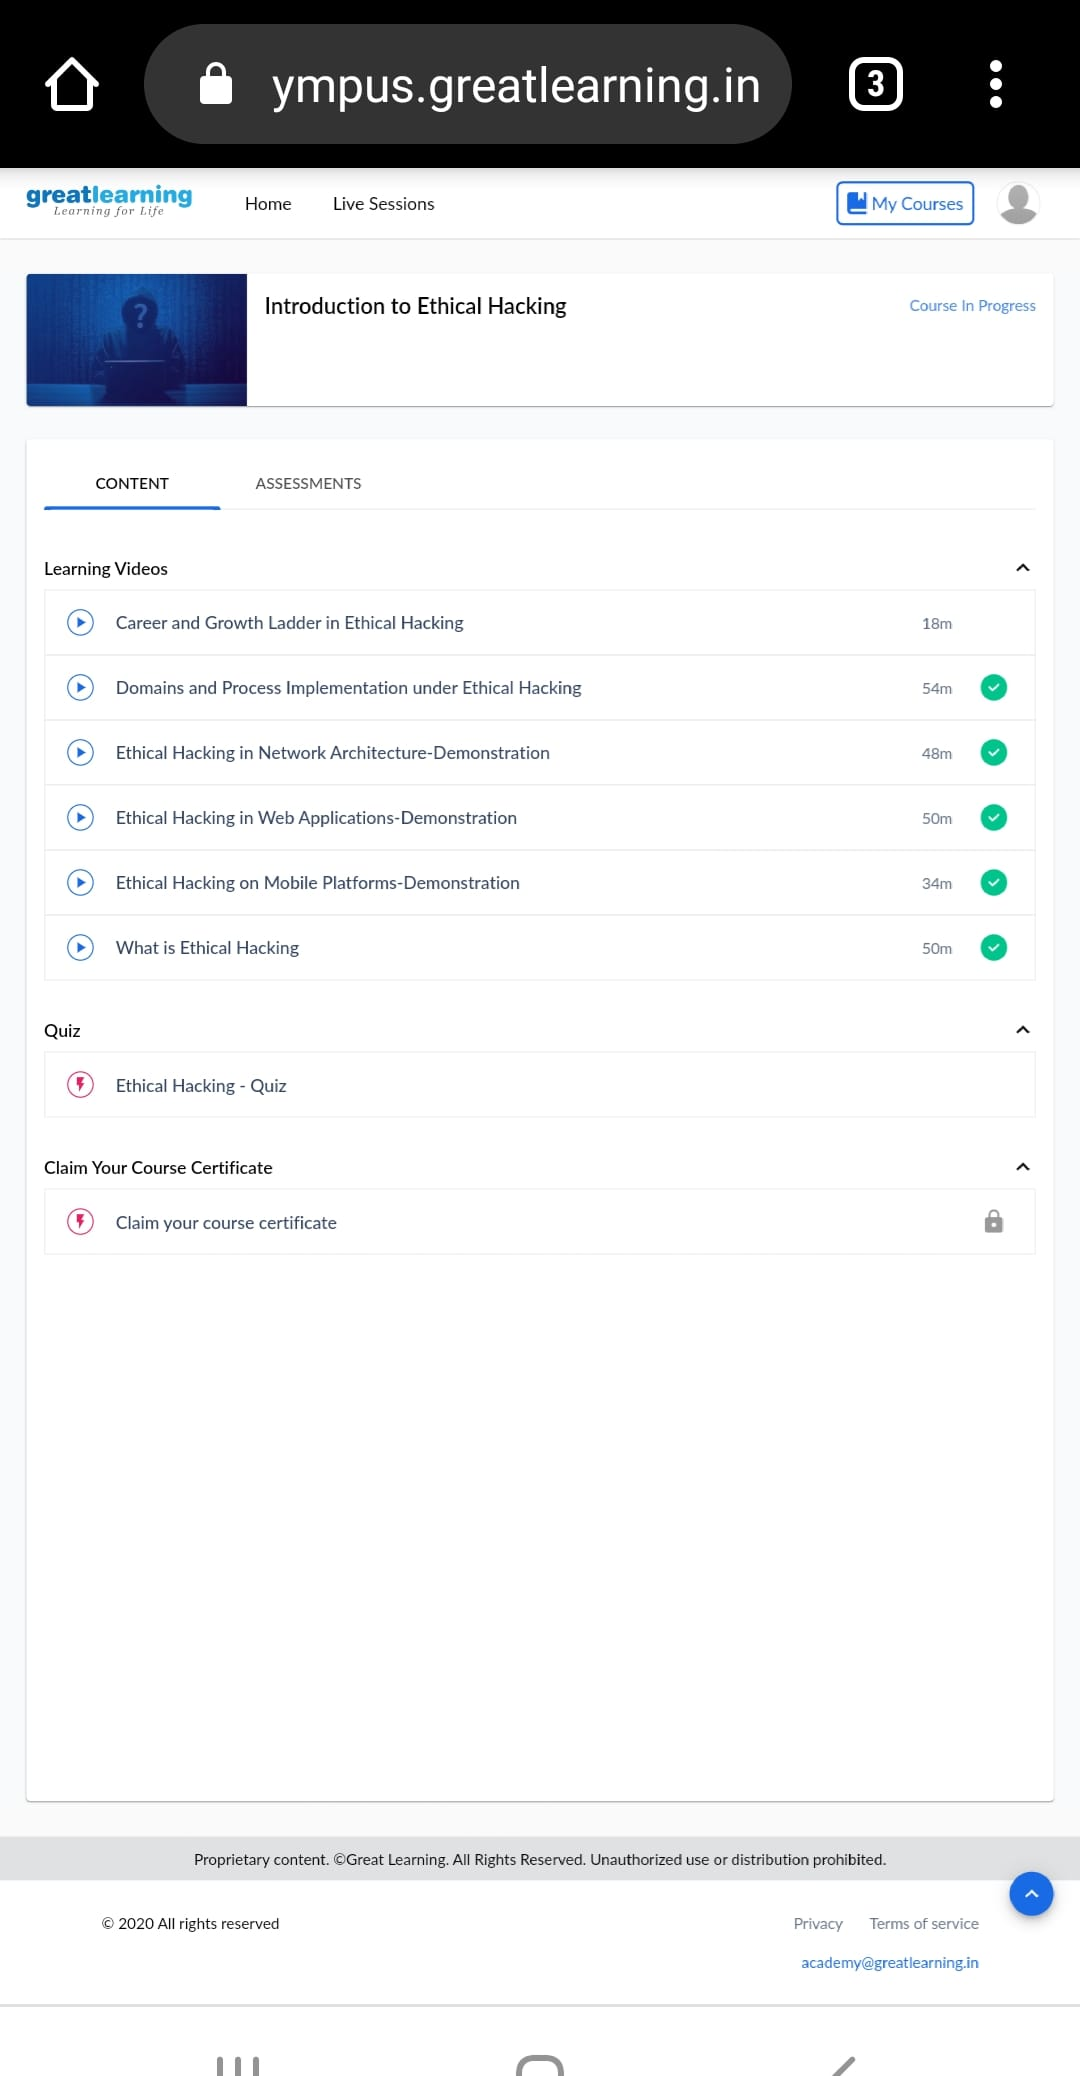 ympus.greatlearning.in
3
greatlearning
Learning for Life
Home
Live Sessions
My Courses
?
Introduction to Ethical Hacking
Course In Progress
CONTENT
ASSESSMENTS
Learning Videos
Career and Growth Ladder in Ethical Hacking
18m
Domains and Process Implementation under Ethical Hacking
54m
Ethical Hacking in Network Architecture-Demonstration
48m
Ethical Hacking in Web Applications-Demonstration
50m
Ethical Hacking on Mobile Platforms-Demonstration
34m
What is Ethical Hacking
50m
Quiz
Ethical Hacking - Quiz
Claim Your Course Certificate
Claim your course certificate
Proprietary content. ©Great Learning. All Rights Reserved. Unauthorized use or distribution prohibited.
© 2020 All rights reserved
Privacy
Terms of service
academy@greatlearning.in